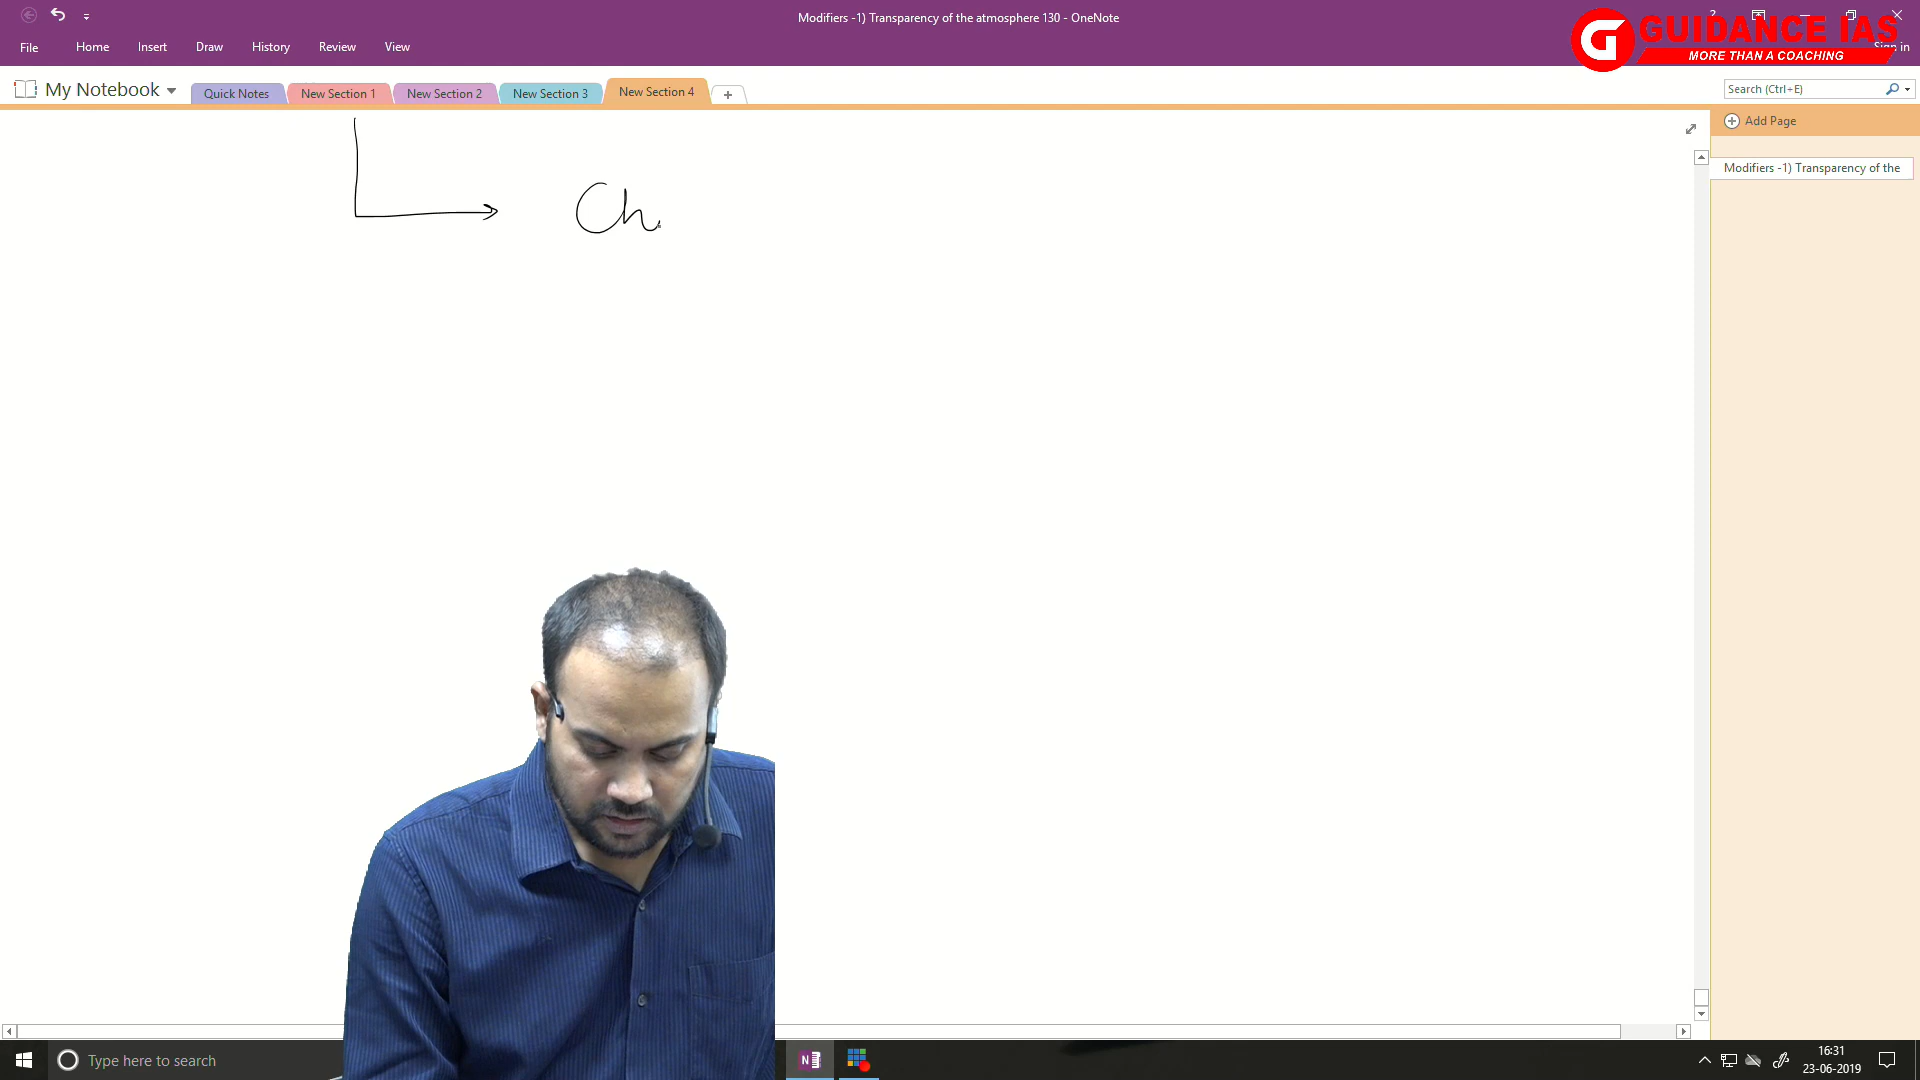 Modifiers -1) Transparency of the atmosphere 130 - OneNote
?
GUIDANCE IAS
MORE THAN A COACHING
Sign in
File Home Insert Draw History Review View
My Notebook Quick Notes New Section 1 New Section 2 New Section 3 New Section 4 +
Search (Ctrl+E)
Add Page
Modifiers -1) Transparency of the
Ch
Type here to search
N
16:31
23-06-2019